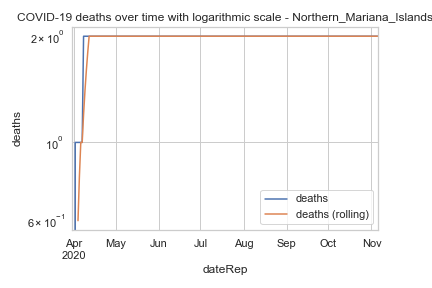 COVID-19 deaths over time with logarithmic scale - Northern_Mariana_Islands
2 × 10⁰
10⁰
6 × 10⁻¹
deaths
Apr May Jun Jul Aug Sep Oct Nov
2020
dateRep
deaths
deaths (rolling)